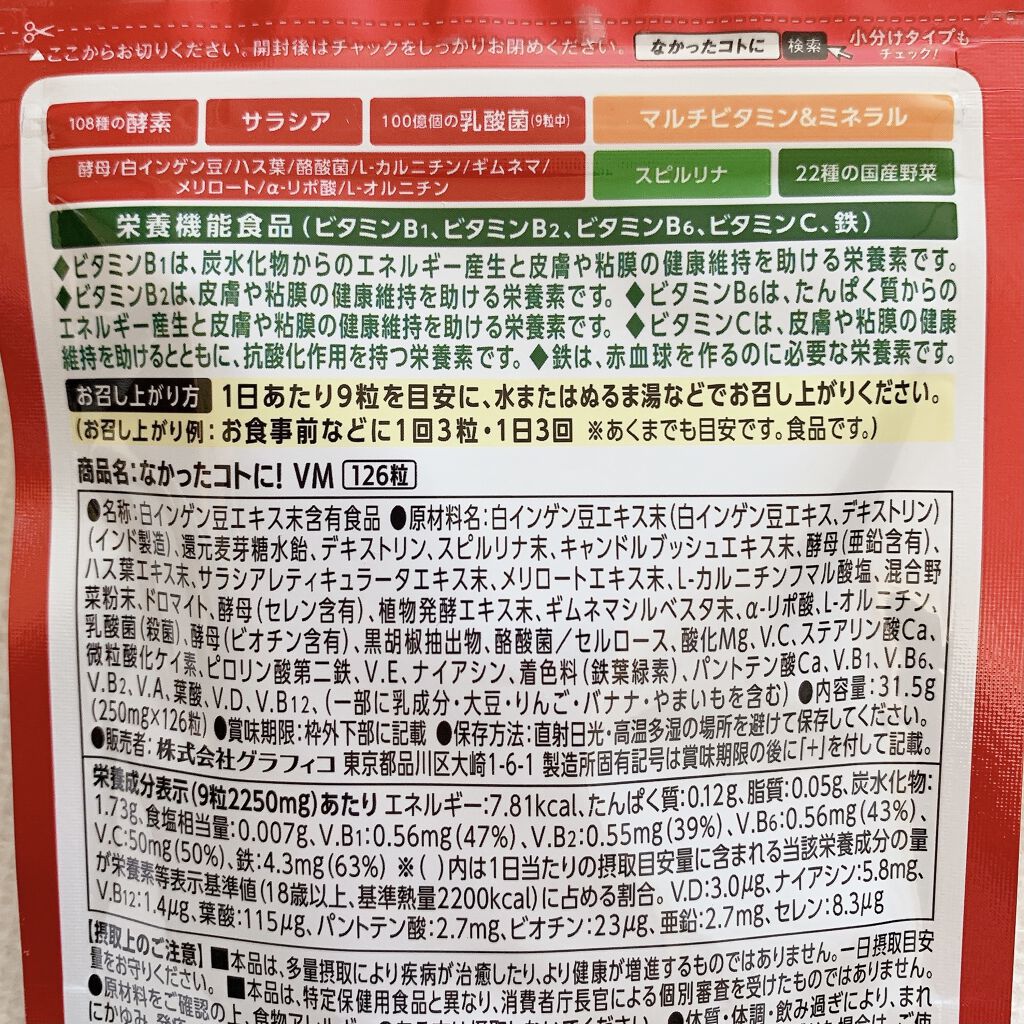 ▲ここからお切りください。開封後はチャックをしっかりお閉めください。
なかったコトに 検索
小分けタイプも
チェック!
108種の酵素
サラシア
100億個の乳酸菌(9粒中)
マルチビタミン&ミネラル
酵母/白インゲン豆/ハス葉/酪酸菌/L-カルニチン/ギムネマ/
メリロート/α-リポ酸/L-オルニチン
スピルリナ
22種の国産野菜
栄養機能食品(ビタミンB1、ビタミンB2、ビタミンB6、ビタミンC、鉄)
◆ビタミンB1は、炭水化物からのエネルギー産生と皮膚や粘膜の健康維持を助ける栄養素です。
◆ビタミンB2は、皮膚や粘膜の健康維持を助ける栄養素です。◆ビタミンB6は、たんぱく質からの
エネルギー産生と皮膚や粘膜の健康維持を助ける栄養素です。◆ビタミンCは、皮膚や粘膜の健康
維持を助けるとともに、抗酸化作用を持つ栄養素です。◆鉄は、赤血球を作るのに必要な栄養素です。
お召し上がり方 1日あたり9粒を目安に、水またはぬるま湯などでお召し上がりください。
(お召し上がり例:お食事前などに1回3粒・1日3回 ※あくまでも目安です。食品です。)
商品名:なかったコトに! VM 126粒
●名称:白インゲン豆エキス末含有食品 ●原材料名:白インゲン豆エキス末(白インゲン豆エキス、デキストリン)
(インド製造)、還元麦芽糖水飴、デキストリン、スピルリナ末、キャンドルブッシュエキス末、酵母(亜鉛含有)、
ハス葉エキス末、サラシアレティキュラータエキス末、メリロートエキス末、L-カルニチンフマル酸塩、混合野
菜粉末、ドロマイト、酵母(セレン含有)、植物発酵エキス末、ギムネマシルベスタ末、α-リポ酸、L-オルニチン、
乳酸菌(殺菌)、酵母(ビオチン含有)、黒胡椒抽出物、酪酸菌/セルロース、酸化Mg、V.C、ステアリン酸Ca、
微粒酸化ケイ素、ピロリン酸第二鉄、V.E、ナイアシン、着色料(鉄葉緑素)、パントテン酸Ca、V.B1、V.B6、
V.B2、V.A、葉酸、V.D、V.B12、(一部に乳成分・大豆・りんご・バナナ・やまいもを含む) ●内容量:31.5g
(250mg×126粒) ●賞味期限:枠外下部に記載 ●保存方法:直射日光・高温多湿の場所を避けて保存してください。
●販売者:株式会社グラフィコ 東京都品川区大崎1-6-1 製造所固有記号は賞味期限の後に「+」を付して記載。
栄養成分表示(9粒2250mg)あたり エネルギー:7.81kcal、たんぱく質:0.12g、脂質:0.05g、炭水化物:
1.73g、食塩相当量:0.007g、V.B1:0.56mg(47%)、V.B2:0.55mg(39%)、V.B6:0.56mg(43%)、
V.C:50mg(50%)、鉄:4.3mg(63%) ※( )内は1日当たりの摂取目安量に含まれる当該栄養成分の量
が栄養素等表示基準値(18歳以上、基準熱量2200kcal)に占める割合。V.D:3.0μg、ナイアシン:5.8mg、
V.B12:1.4μg、葉酸:115μg、パントテン酸:2.7mg、ビオチン:23μg、亜鉛:2.7mg、セレン:8.3μg
【摂取上のご注意】■本品は、多量摂取により疾病が治癒したり、より健康が増進するものではありません。一日摂取目安
量をお守りください。■本品は、特定保健用食品と異なり、消費者庁長官による個別審査を受けたものではありません。
●原材料をご確認の上、食物アレルギーの
●体質・体調・飲み過ぎにより、まれ
にかゆみ、発疹